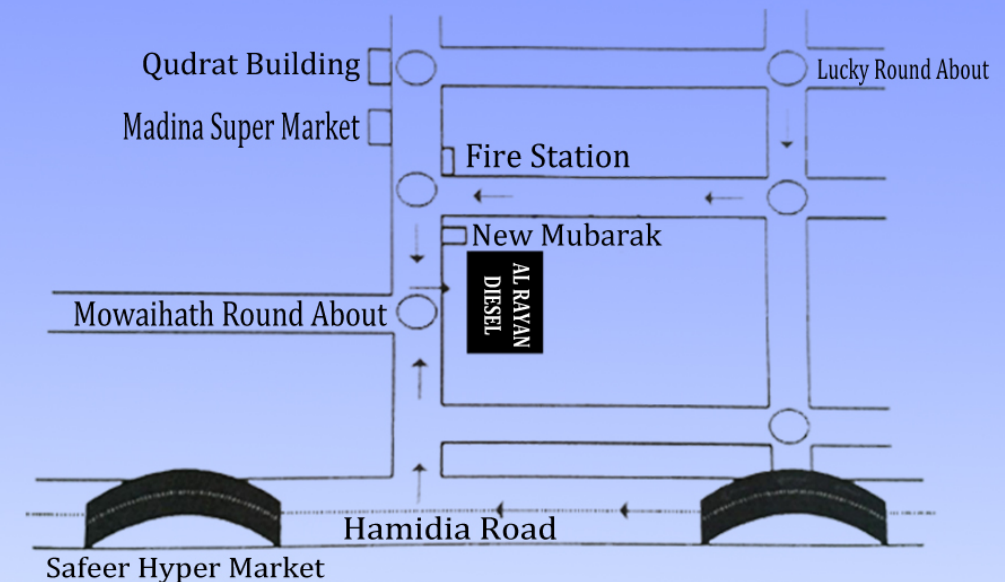 Qudrat Building
Lucky Round About
Madina Super Market
Fire Station
New Mubarak
AL RAYAN
DIESEL
Mowaihath Round About
Hamidia Road
Safeer Hyper Market